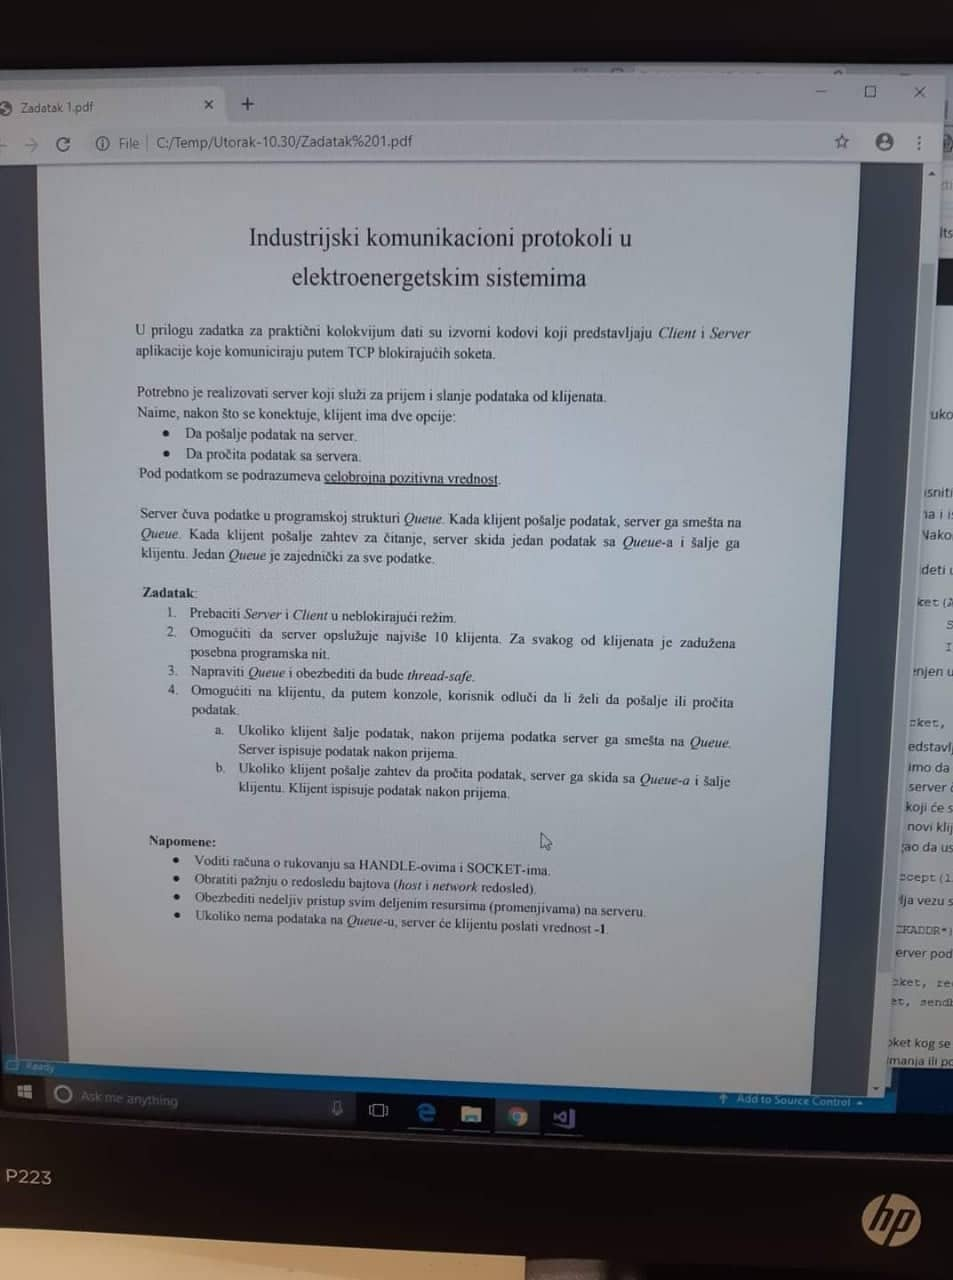 Zadatak 1.pdf
File C:/Temp/Utorak-10.30/Zadatak%201.pdf
Industrijski komunikacioni protokoli u
elektroenergetskim sistemima
U prilogu zadatka za praktični kolokvijum dati su izvorni kodovi koji predstavljaju Client i Server
aplikacije koje komuniciraju putem TCP blokirajućih soketa.
Potrebno je realizovati server koji služi za prijem i slanje podataka od klijenata.
Naime, nakon što se konektuje, klijent ima dve opcije:
• Da pošalje podatak na server.
• Da pročita podatak sa servera.
Pod podatkom se podrazumeva celobrojna pozitivna vrednost.
Server čuva podatke u programskoj strukturi Queue. Kada klijent pošalje podatak, server ga smešta na
Queue. Kada klijent pošalje zahtev za čitanje, server skida jedan podatak sa Queue-a i šalje ga
klijentu. Jedan Queue je zajednički za sve podatke.
Zadatak:
1. Prebaciti Server i Client u neblokirajući režim.
2. Omogućiti da server opslužuje najviše 10 klijenta. Za svakog od klijenata je zadužena
posebna programska nit.
3. Napraviti Queue i obezbediti da bude thread-safe.
4. Omogućiti na klijentu, da putem konzole, korisnik odluči da li želi da pošalje ili pročita
podatak.
a. Ukoliko klijent šalje podatak, nakon prijema podatka server ga smešta na Queue.
Server ispisuje podatak nakon prijema.
b. Ukoliko klijent pošalje zahtev da pročita podatak, server ga skida sa Queue-a i šalje
klijentu. Klijent ispisuje podatak nakon prijema.
Napomene:
• Voditi računa o rukovanju sa HANDLE-ovima i SOCKET-ima.
• Obratiti pažnju o redosledu bajtova (host i network redosled).
• Obezbediti nedeljiv pristup svim deljenim resursima (promenjivama) na serveru.
• Ukoliko nema podataka na Queue-u, server će klijentu poslati vrednost -1.
Ready
Add to Source Control
Ask me anything
P223
hp